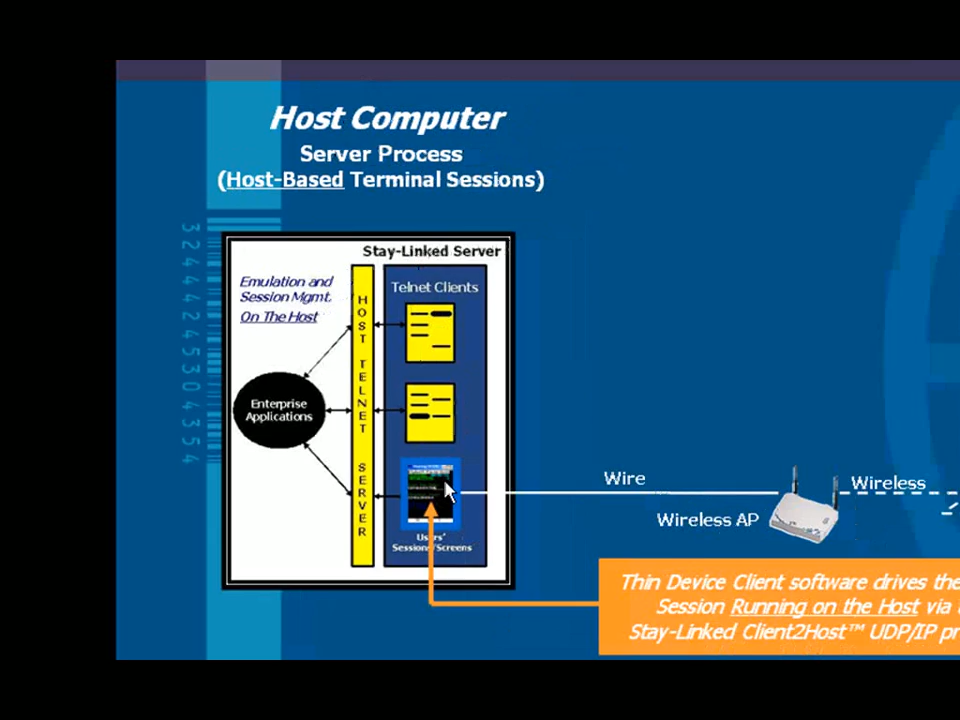 Host Computer
Server Process
(Host-Based Terminal Sessions)
32444245304354
Stay-Linked Server
Emulation and
Session Mgmt.
On The Host
Telnet Clients
HOST TELNET SERVER
Enterprise
Applications
Users'
Sessions/Screens
Wire
Wireless
Wireless AP
Thin Device Client software drives the
Session Running on the Host via
Stay-Linked Client2Host™ UDP/IP